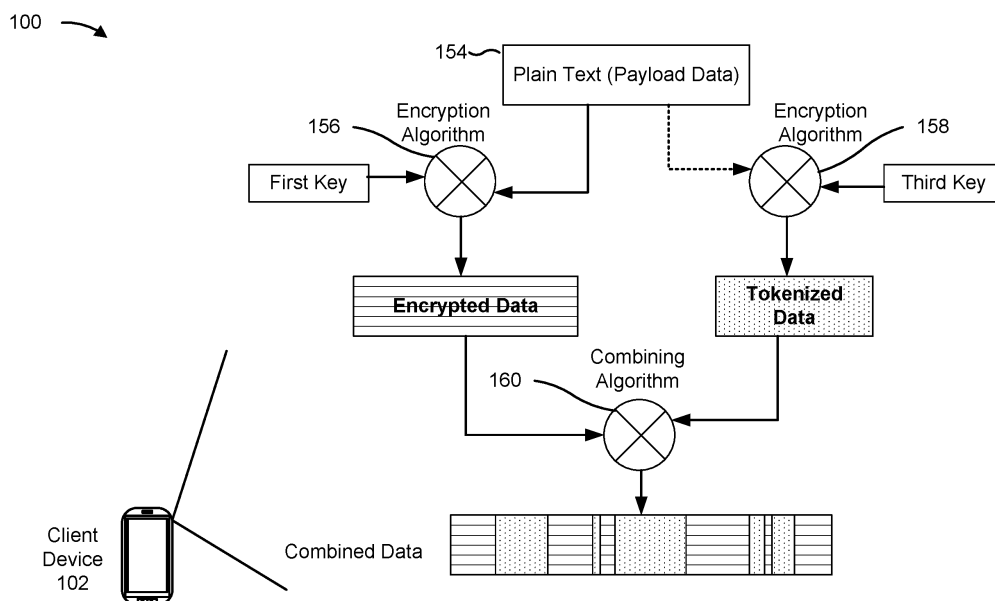 100
154
Plain Text (Payload Data)
Encryption
Algorithm
156
Encryption
Algorithm
158
First Key
Third Key
Encrypted Data
Tokenized
Data
Combining
Algorithm
160
Client
Device
102
Combined Data